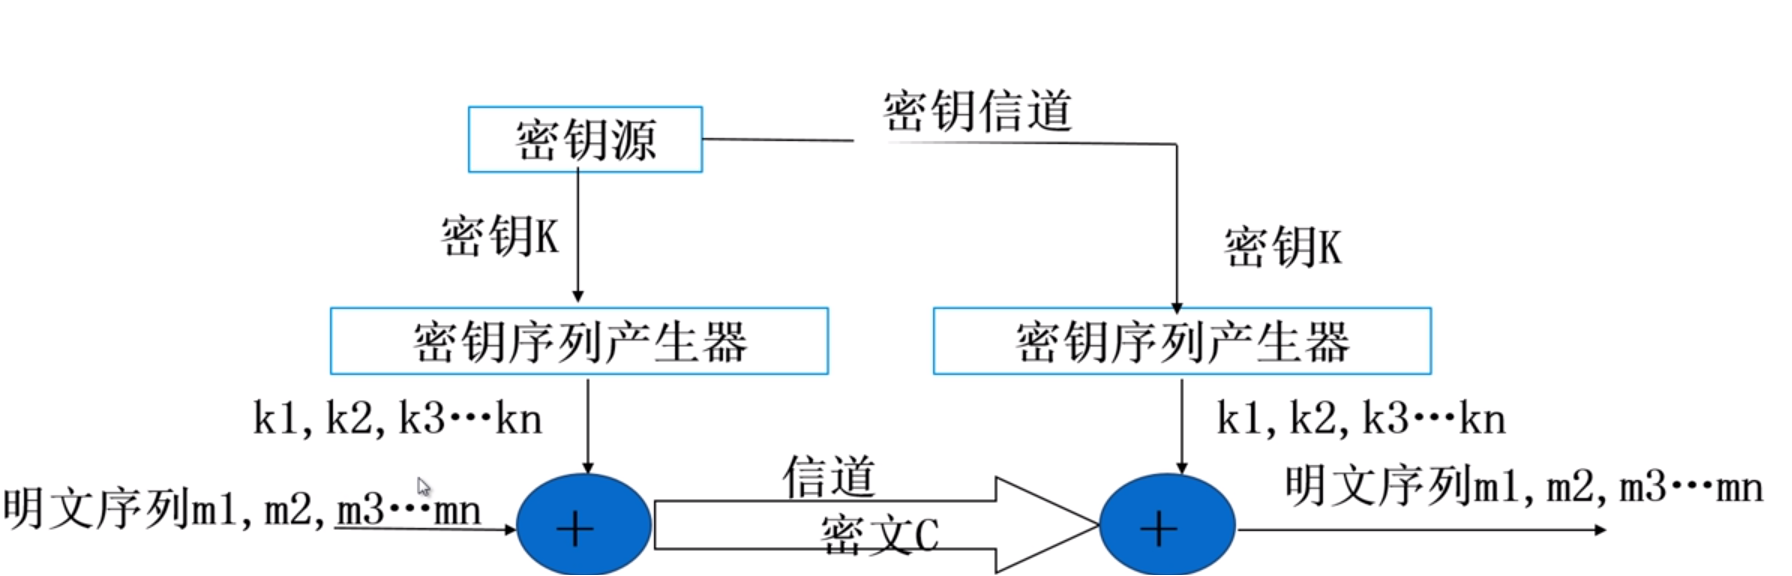 密钥信道
密钥源
密钥K
密钥K
密钥序列产生器
密钥序列产生器
k1,k2,k3…kn
k1,k2,k3…kn
信道
明文序列m1,m2,m3…mn
明文序列m1,m2,m3…mn
+
密文C
+